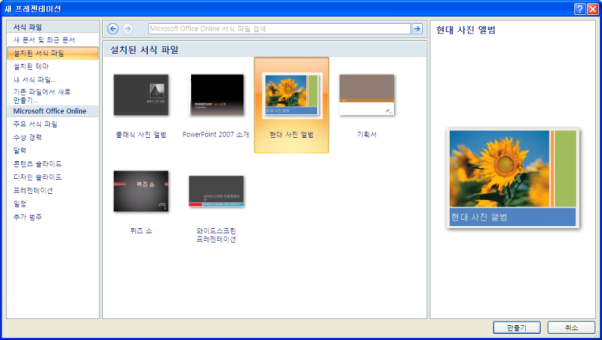 새 프레젠테이션
서식 파일
새 문서 및 최근 문서
설치된 서식 파일
설치된 테마
내 서식 파일...
기존 파일에서 새로
만들기...
Microsoft Office Online
주요 서식 파일
수상 경력
달력
콘텐츠 슬라이드
디자인 슬라이드
프레젠테이션
일정
추가 범주
Microsoft Office Online 서식 파일 검색
설치된 서식 파일
클래식 사진 앨범
PowerPoint 2007 소개
현대 사진 앨범
현대 사진 앨범
기획서
퀴즈 쇼
퀴즈 쇼
와이드스크린
프레젠테이션
현대 사진 앨범
현대 사진 앨범
만들기
취소